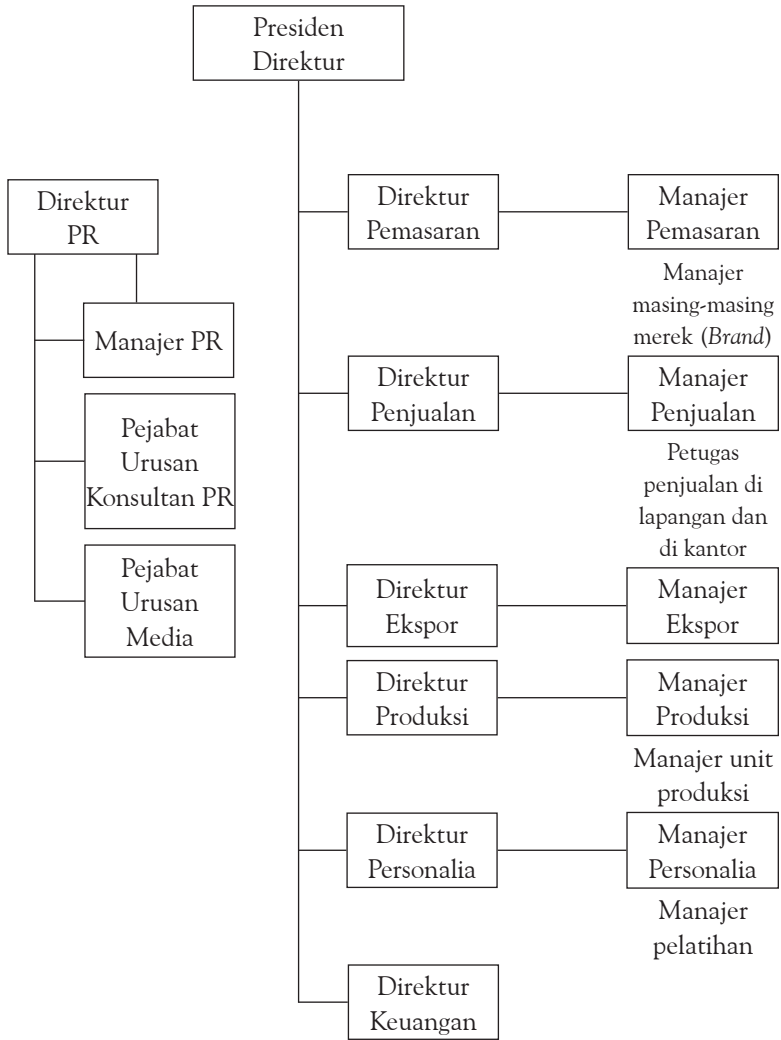 Presiden
Direktur
Direktur
PR
Manajer PR
Pejabat
Urusan
Konsultan PR
Pejabat
Urusan
Media
Direktur
Pemasaran
Manajer
Pemasaran
Manajer
masing-masing
merek (Brand)
Direktur
Penjualan
Manajer
Penjualan
Petugas
penjualan di
lapangan dan
di kantor
Direktur
Ekspor
Manajer
Ekspor
Direktur
Produksi
Manajer
Produksi
Manajer unit
produksi
Direktur
Personalia
Manajer
Personalia
Manajer
pelatihan
Direktur
Keuangan